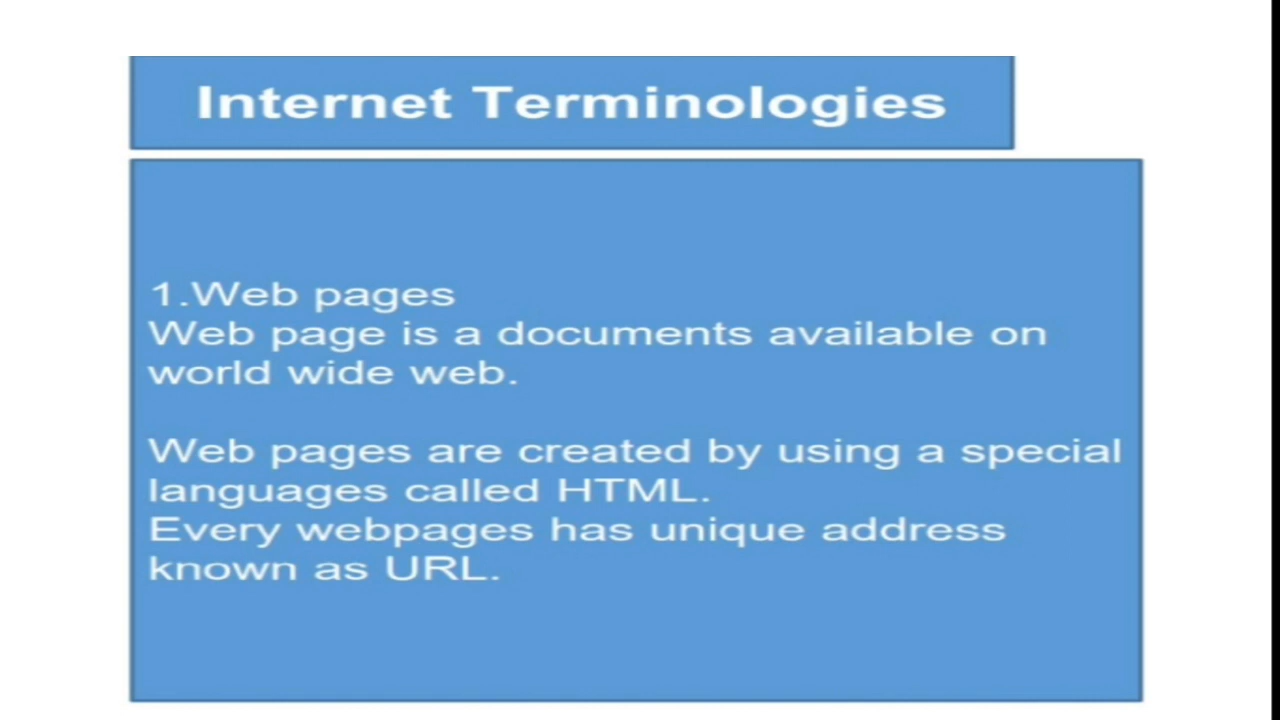 Internet Terminologies
1.Web pages
Web page is a documents available on
world wide web.
Web pages are created by using a special
languages called HTML.
Every webpages has unique address
known as URL.